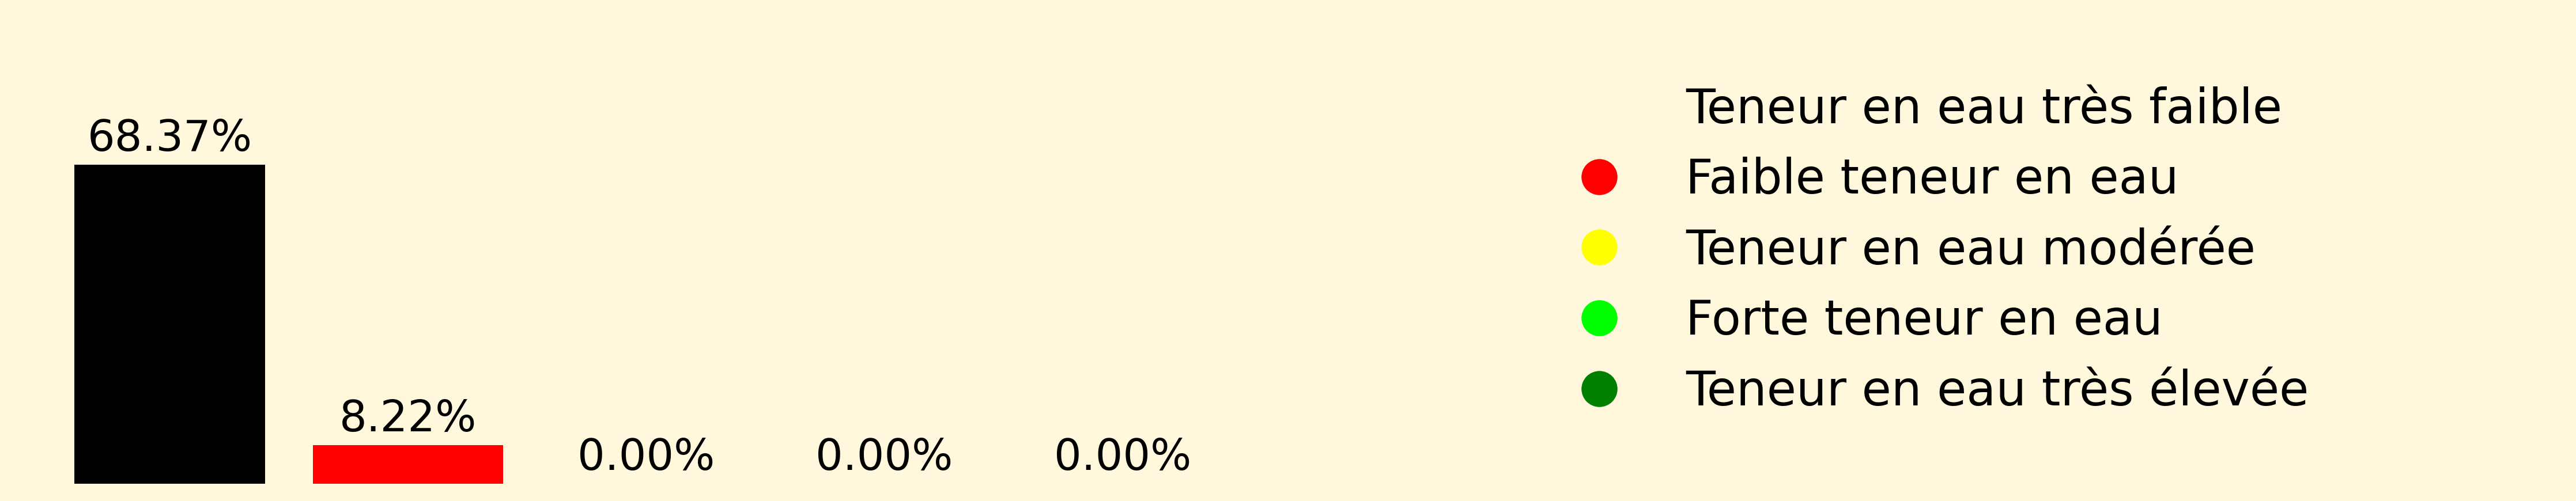 68.37%
8.22%
0.00%
0.00%
0.00%
Teneur en eau très faible
Faible teneur en eau
Teneur en eau modérée
Forte teneur en eau
Teneur en eau très élevée